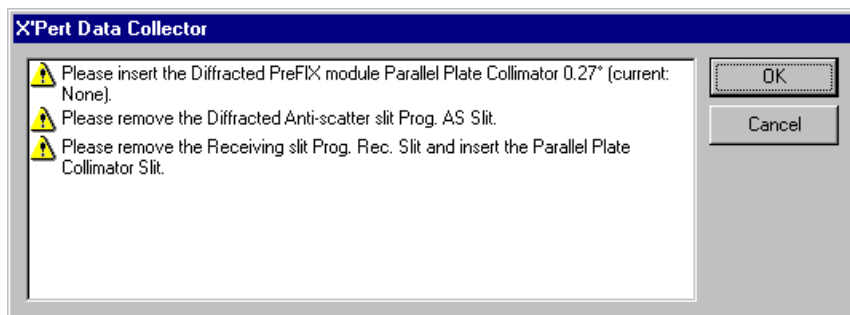 X'Pert Data Collector
Please insert the Diffracted PreFIX module Parallel Plate Collimator 0.27° (current:
None).
Please remove the Diffracted Anti-scatter slit Prog. AS Slit.
Please remove the Receiving slit Prog. Rec. Slit and insert the Parallel Plate
Collimator Slit.
OK
Cancel